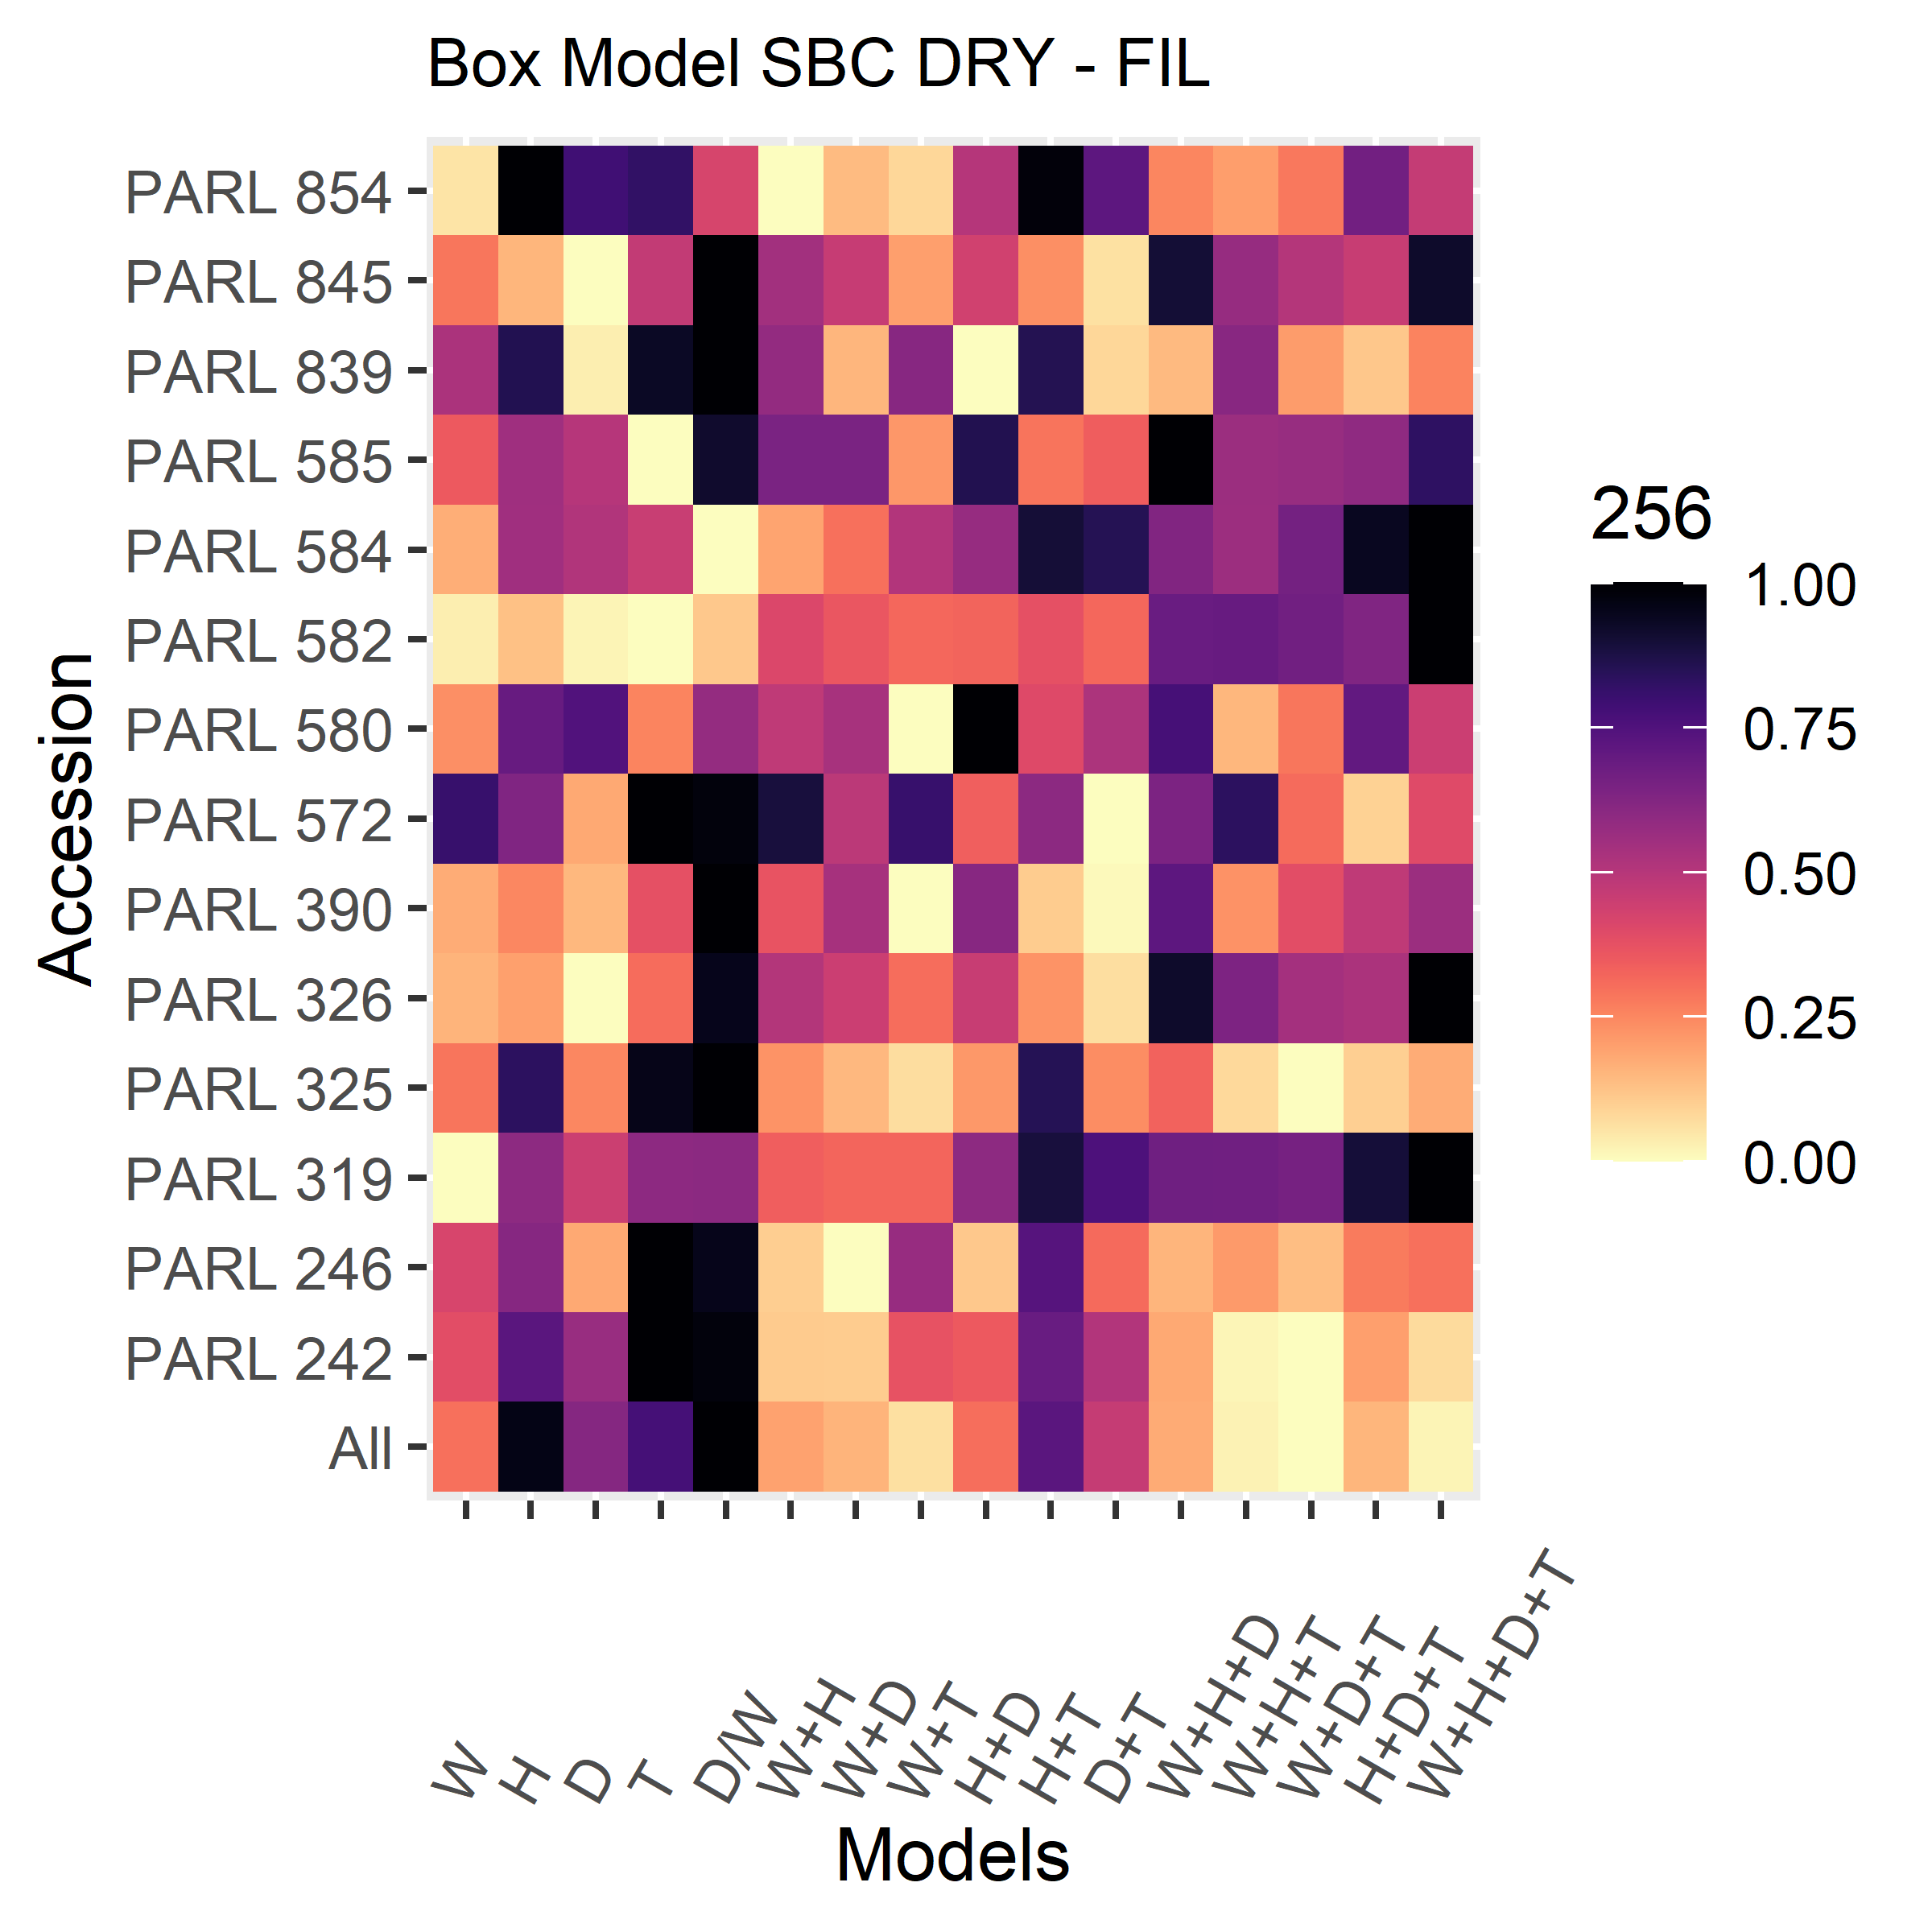 Box Model SBC DRY - FIL
Accession
PARL 854
PARL 845
PARL 839
PARL 585
PARL 584
PARL 582
PARL 580
PARL 572
PARL 390
PARL 326
PARL 325
PARL 319
PARL 246
PARL 242
All
W
H
D
T
D/W
W+H
W+D
W+T
H+D
H+T
D+T
W+H+D
W+H+T
W+D+T
H+D+T
W+H+D+T
Models
256
1.00
0.75
0.50
0.25
0.00